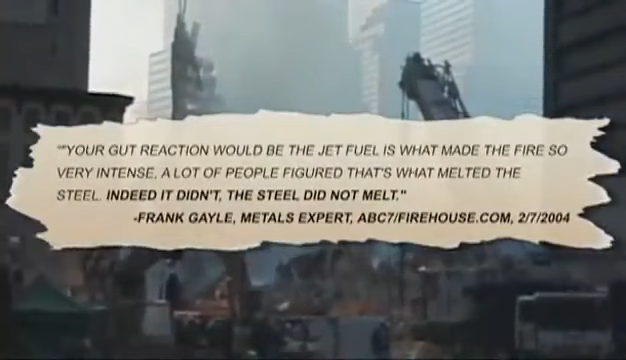 ""YOUR GUT REACTION WOULD BE THE JET FUEL IS WHAT MADE THE FIRE SO
VERY INTENSE, A LOT OF PEOPLE FIGURED THAT'S WHAT MELTED THE
STEEL. INDEED IT DIDN'T, THE STEEL DID NOT MELT."
-FRANK GAYLE, METALS EXPERT, ABC7/FIREHOUSE.COM, 2/7/2004